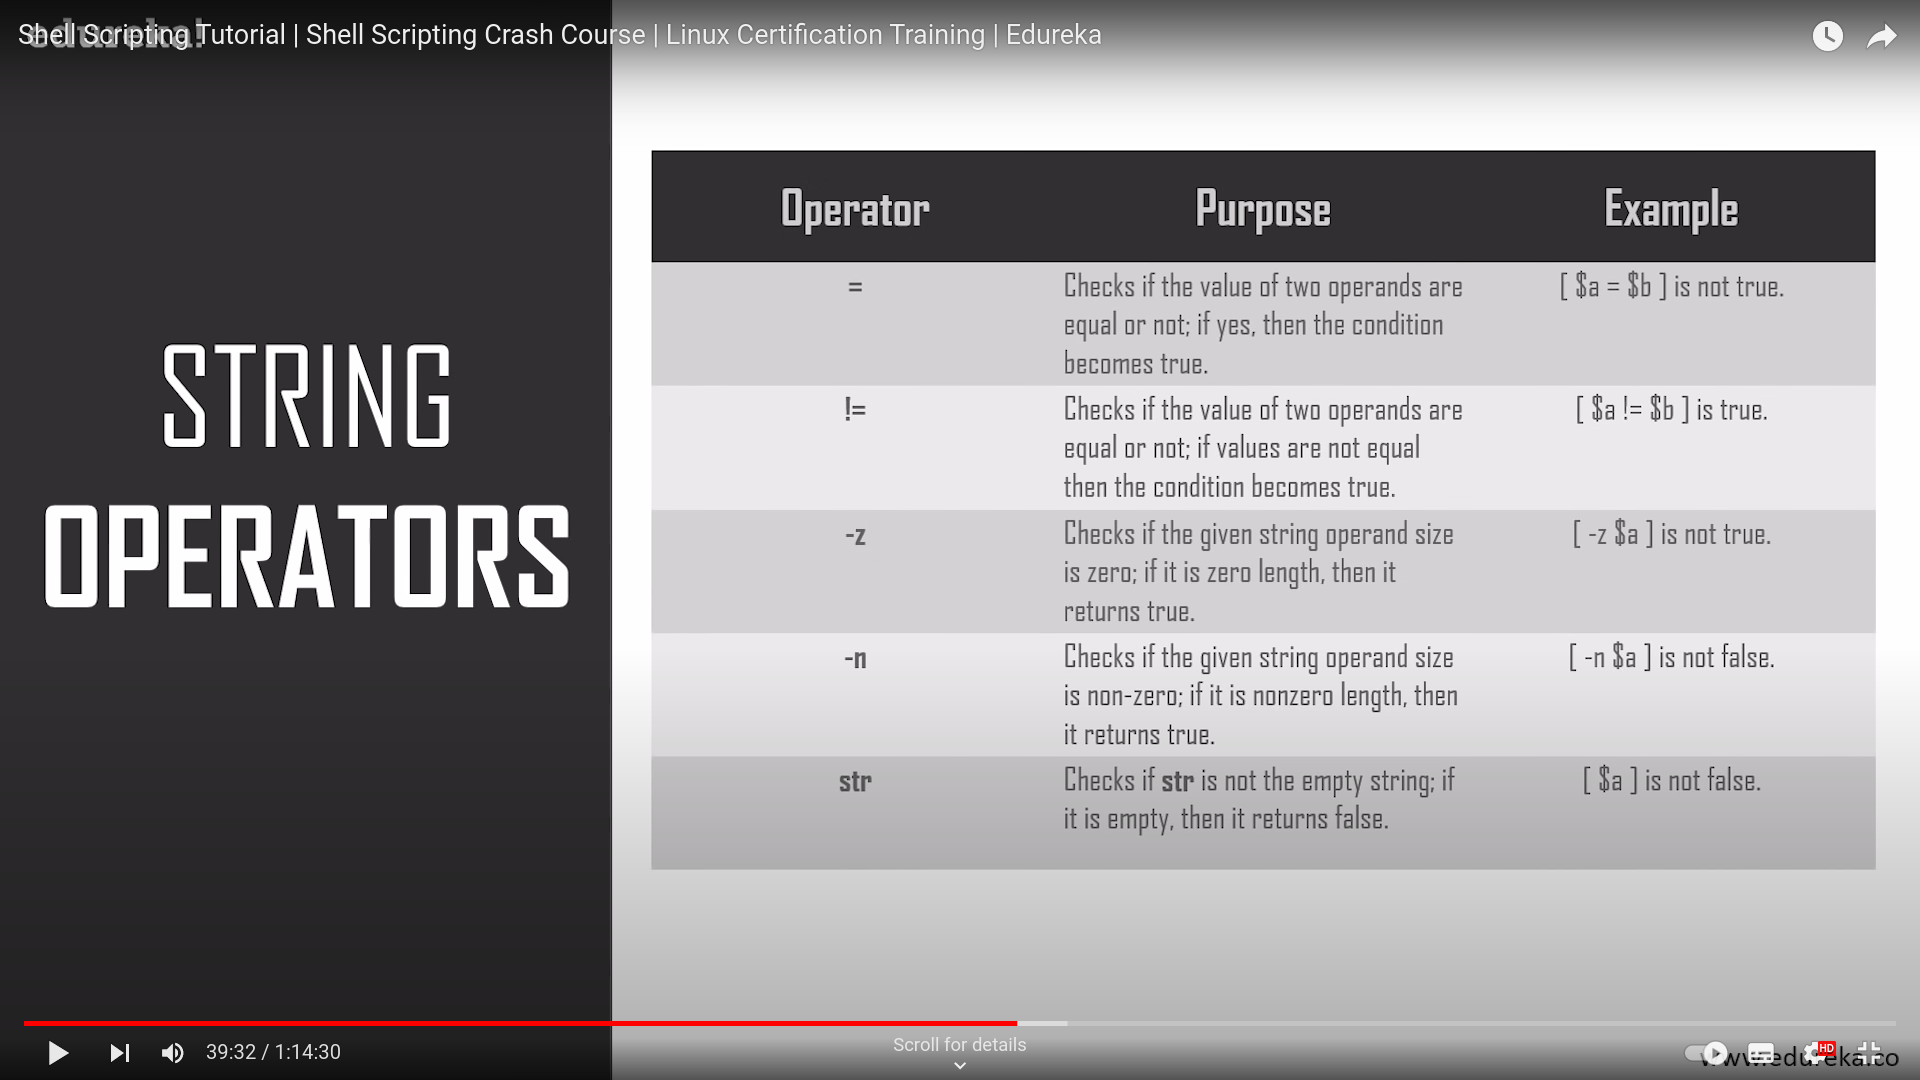 edureka!
Shell Scripting Tutorial | Shell Scripting Crash Course | Linux Certification Training | Edureka
STRING
OPERATORS
Operator Purpose Example
= Checks if the value of two operands are [ $a = $b ] is not true.
equal or not; if yes, then the condition
becomes true.
!= Checks if the value of two operands are [ $a != $b ] is true.
equal or not; if values are not equal
then the condition becomes true.
-z Checks if the given string operand size [ -z $a ] is not true.
is zero; if it is zero length, then it
returns true.
-n Checks if the given string operand size [ -n $a ] is not false.
is non-zero; if it is nonzero length, then
it returns true.
str Checks if str is not the empty string; if [ $a ] is not false.
it is empty, then it returns false.
39:32 / 1:14:30
Scroll for details
HD
www.edureka.co